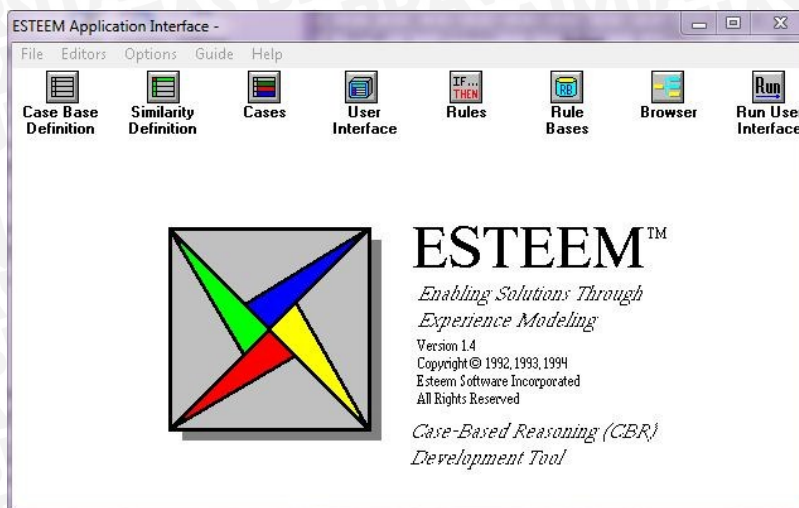 ESTEEM Application Interface -
File Editors Options Guide Help
IF...
THEN
RB
Run
Case Base
Definition
Similarity
Definition
Cases
User
Interface
Rules
Rule
Bases
Browser
Run User
Interface
ESTEEM™
Enabling Solutions Through
Experience Modeling
Version 1.4
Copyright © 1992, 1993, 1994
Esteem Software Incorporated
All Rights Reserved
Case-Based Reasoning (CBR)
Development Tool